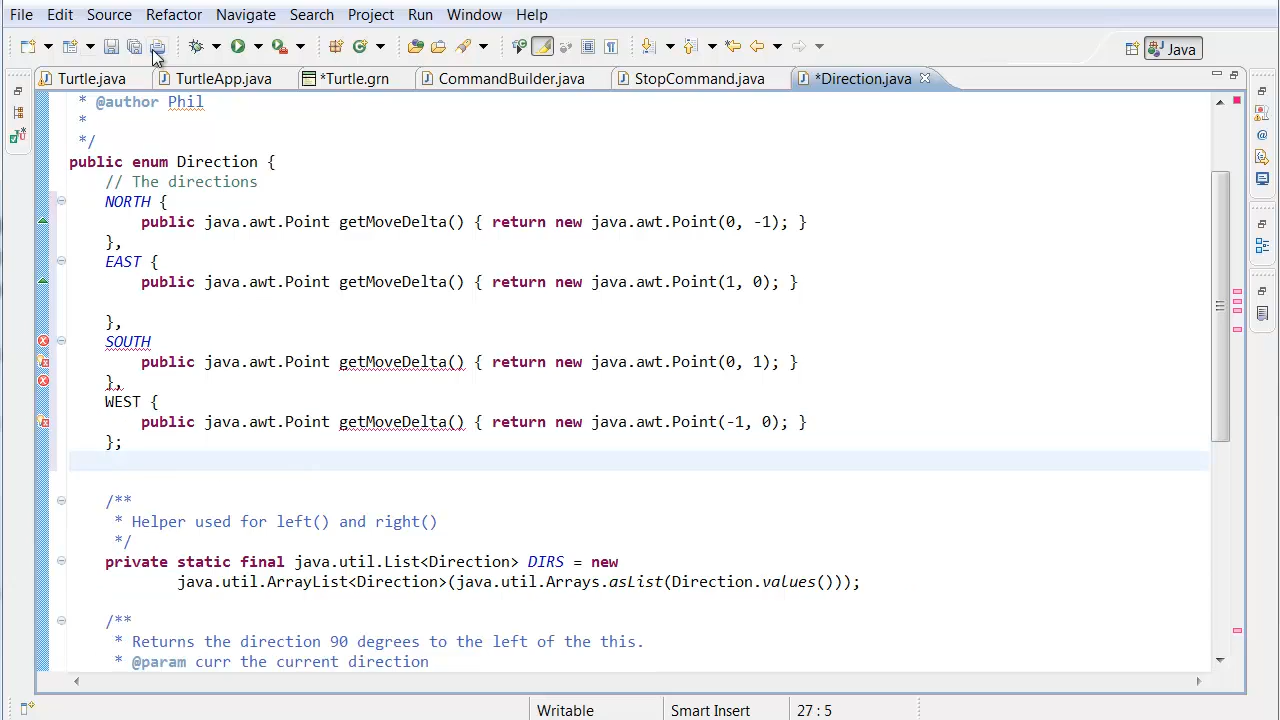 File Edit Source Refactor Navigate Search Project Run Window Help
Java
Turtle.java TurtleApp.java *Turtle.grn CommandBuilder.java StopCommand.java *Direction.java
* @author Phil
*
*/
public enum Direction {
// The directions
NORTH {
public java.awt.Point getMoveDelta() { return new java.awt.Point(0, -1); }
},
EAST {
public java.awt.Point getMoveDelta() { return new java.awt.Point(1, 0); }
},
SOUTH
public java.awt.Point getMoveDelta() { return new java.awt.Point(0, 1); }
},
WEST {
public java.awt.Point getMoveDelta() { return new java.awt.Point(-1, 0); }
};
/**
* Helper used for left() and right()
*/
private static final java.util.List<Direction> DIRS = new
java.util.ArrayList<Direction>(java.util.Arrays.asList(Direction.values()));
/**
* Returns the direction 90 degrees to the left of the this.
* @param curr the current direction
Writable Smart Insert 27 : 5